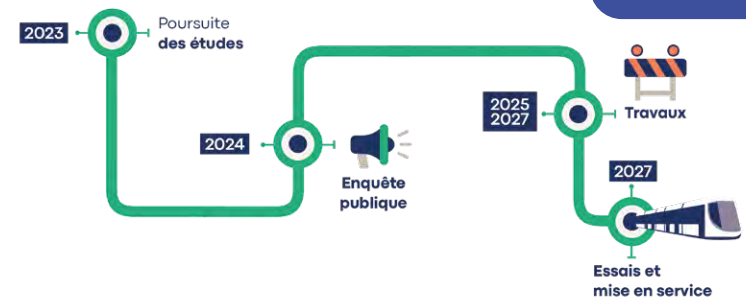 2023
Poursuite
des études
2024
Enquête
publique
2025
2027
Travaux
2027
Essais et
mise en service